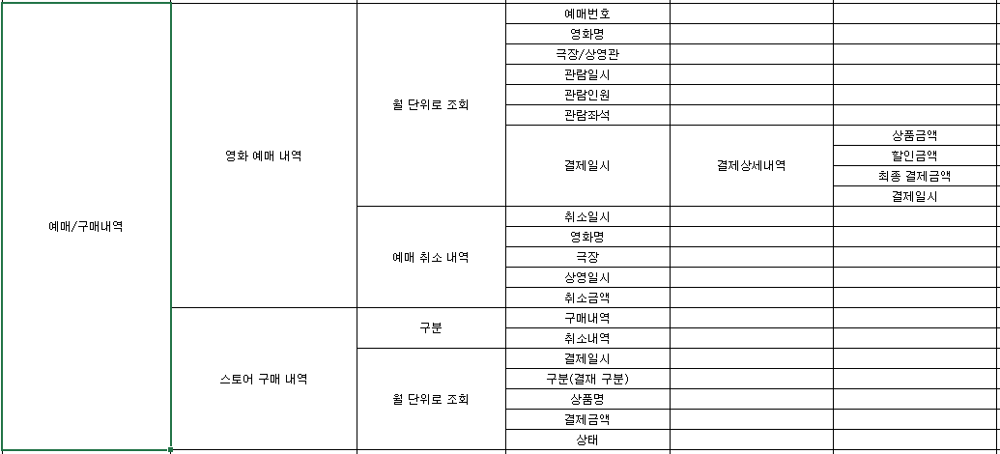 예매/구매내역
영화 예매 내역
월 단위로 조회
예매번호
영화명
극장/상영관
관람일시
관람인원
관람좌석
결제일시
결제상세내역
상품금액
할인금액
최종 결제금액
결제일시
예매 취소 내역
취소일시
영화명
극장
상영일시
취소금액
스토어 구매 내역
구분
구매내역
취소내역
월 단위로 조회
결제일시
구분(결재 구분)
상품명
결제금액
상태